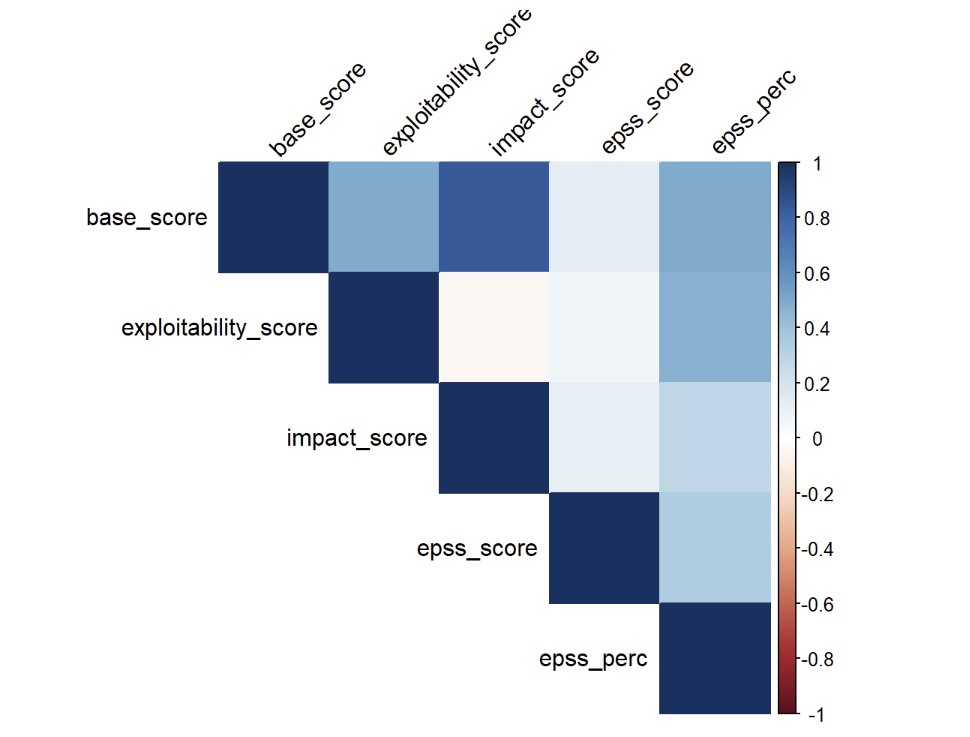 base_score
exploitability_score
impact_score
epss_score
epss_perc
base_score
exploitability_score
impact_score
epss_score
epss_perc
1
0.8
0.6
0.4
0.2
0
-0.2
-0.4
-0.6
-0.8
-1